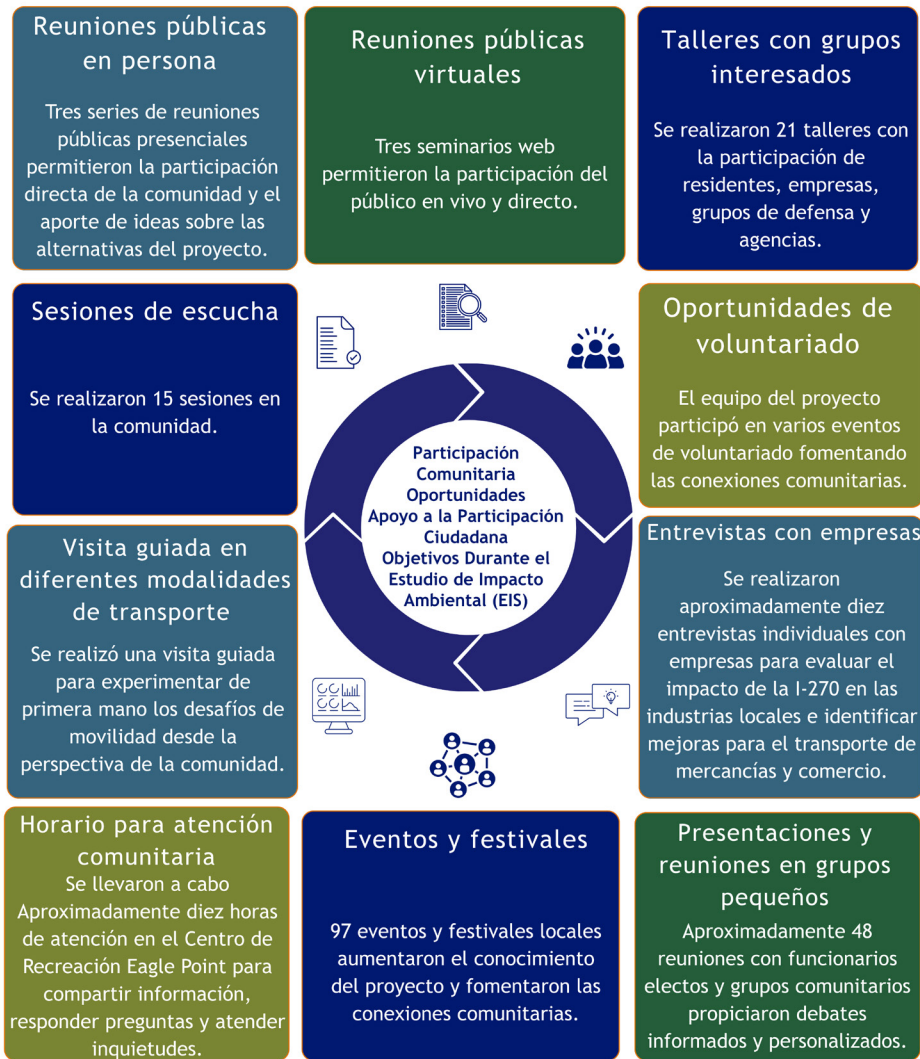 Reuniones públicas
en persona
Tres series de reuniones
públicas presenciales
permitieron la participación
directa de la comunidad y el
aporte de ideas sobre las
alternativas del proyecto.
Reuniones públicas
virtuales
Tres seminarios web
permitieron la participación del
público en vivo y directo.
Talleres con grupos
interesados
Se realizaron 21 talleres con
la participación de
residentes, empresas,
grupos de defensa y
agencias.
Sesiones de escucha
Se realizaron 15 sesiones en
la comunidad.
Participación
Comunitaria
Oportunidades
Apoyo a la Participación
Ciudadana
Objetivos Durante el
Estudio de Impacto
Ambiental (EIS)
Oportunidades de
voluntariado
El equipo del proyecto
participó en varios eventos
de voluntariado fomentando
las conexiones comunitarias.
Visita guiada en
diferentes modalidades
de transporte
Se realizó una visita guiada
para experimentar de
primera mano los desafíos de
movilidad desde la
perspectiva de la comunidad.
Entrevistas con empresas
Se realizaron
aproximadamente diez
entrevistas individuales con
empresas para evaluar el
impacto de la I-270 en las
industrias locales e identificar
mejoras para el transporte de
mercancías y comercio.
Horario para atención
comunitaria
Se llevaron a cabo
Aproximadamente diez horas
de atención en el Centro de
Recreación Eagle Point para
compartir información,
responder preguntas y atender
inquietudes.
Eventos y festivales
97 eventos y festivales locales
aumentaron el conocimiento
del proyecto y fomentaron las
conexiones comunitarias.
Presentaciones y
reuniones en grupos
pequeños
Aproximadamente 48
reuniones con funcionarios
electos y grupos comunitarios
propiciaron debates
informados y personalizados.